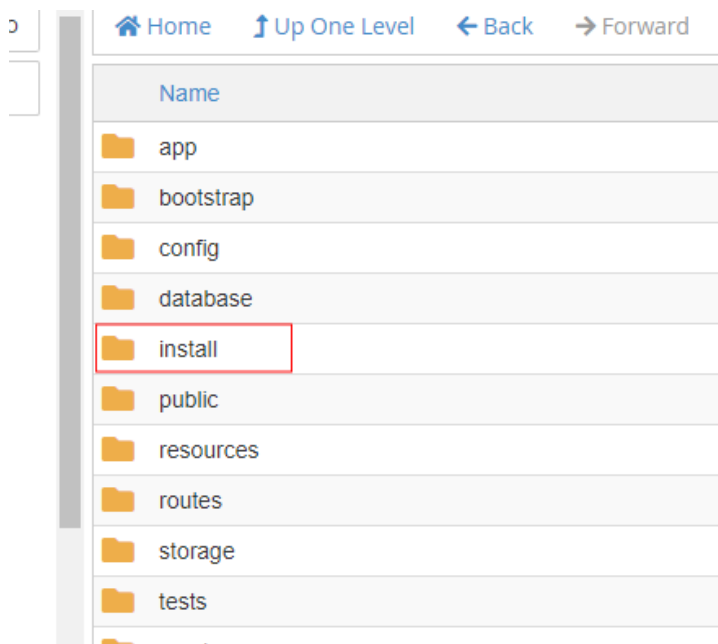 Home Up One Level Back Forward
Name
app
bootstrap
config
database
install
public
resources
routes
storage
tests